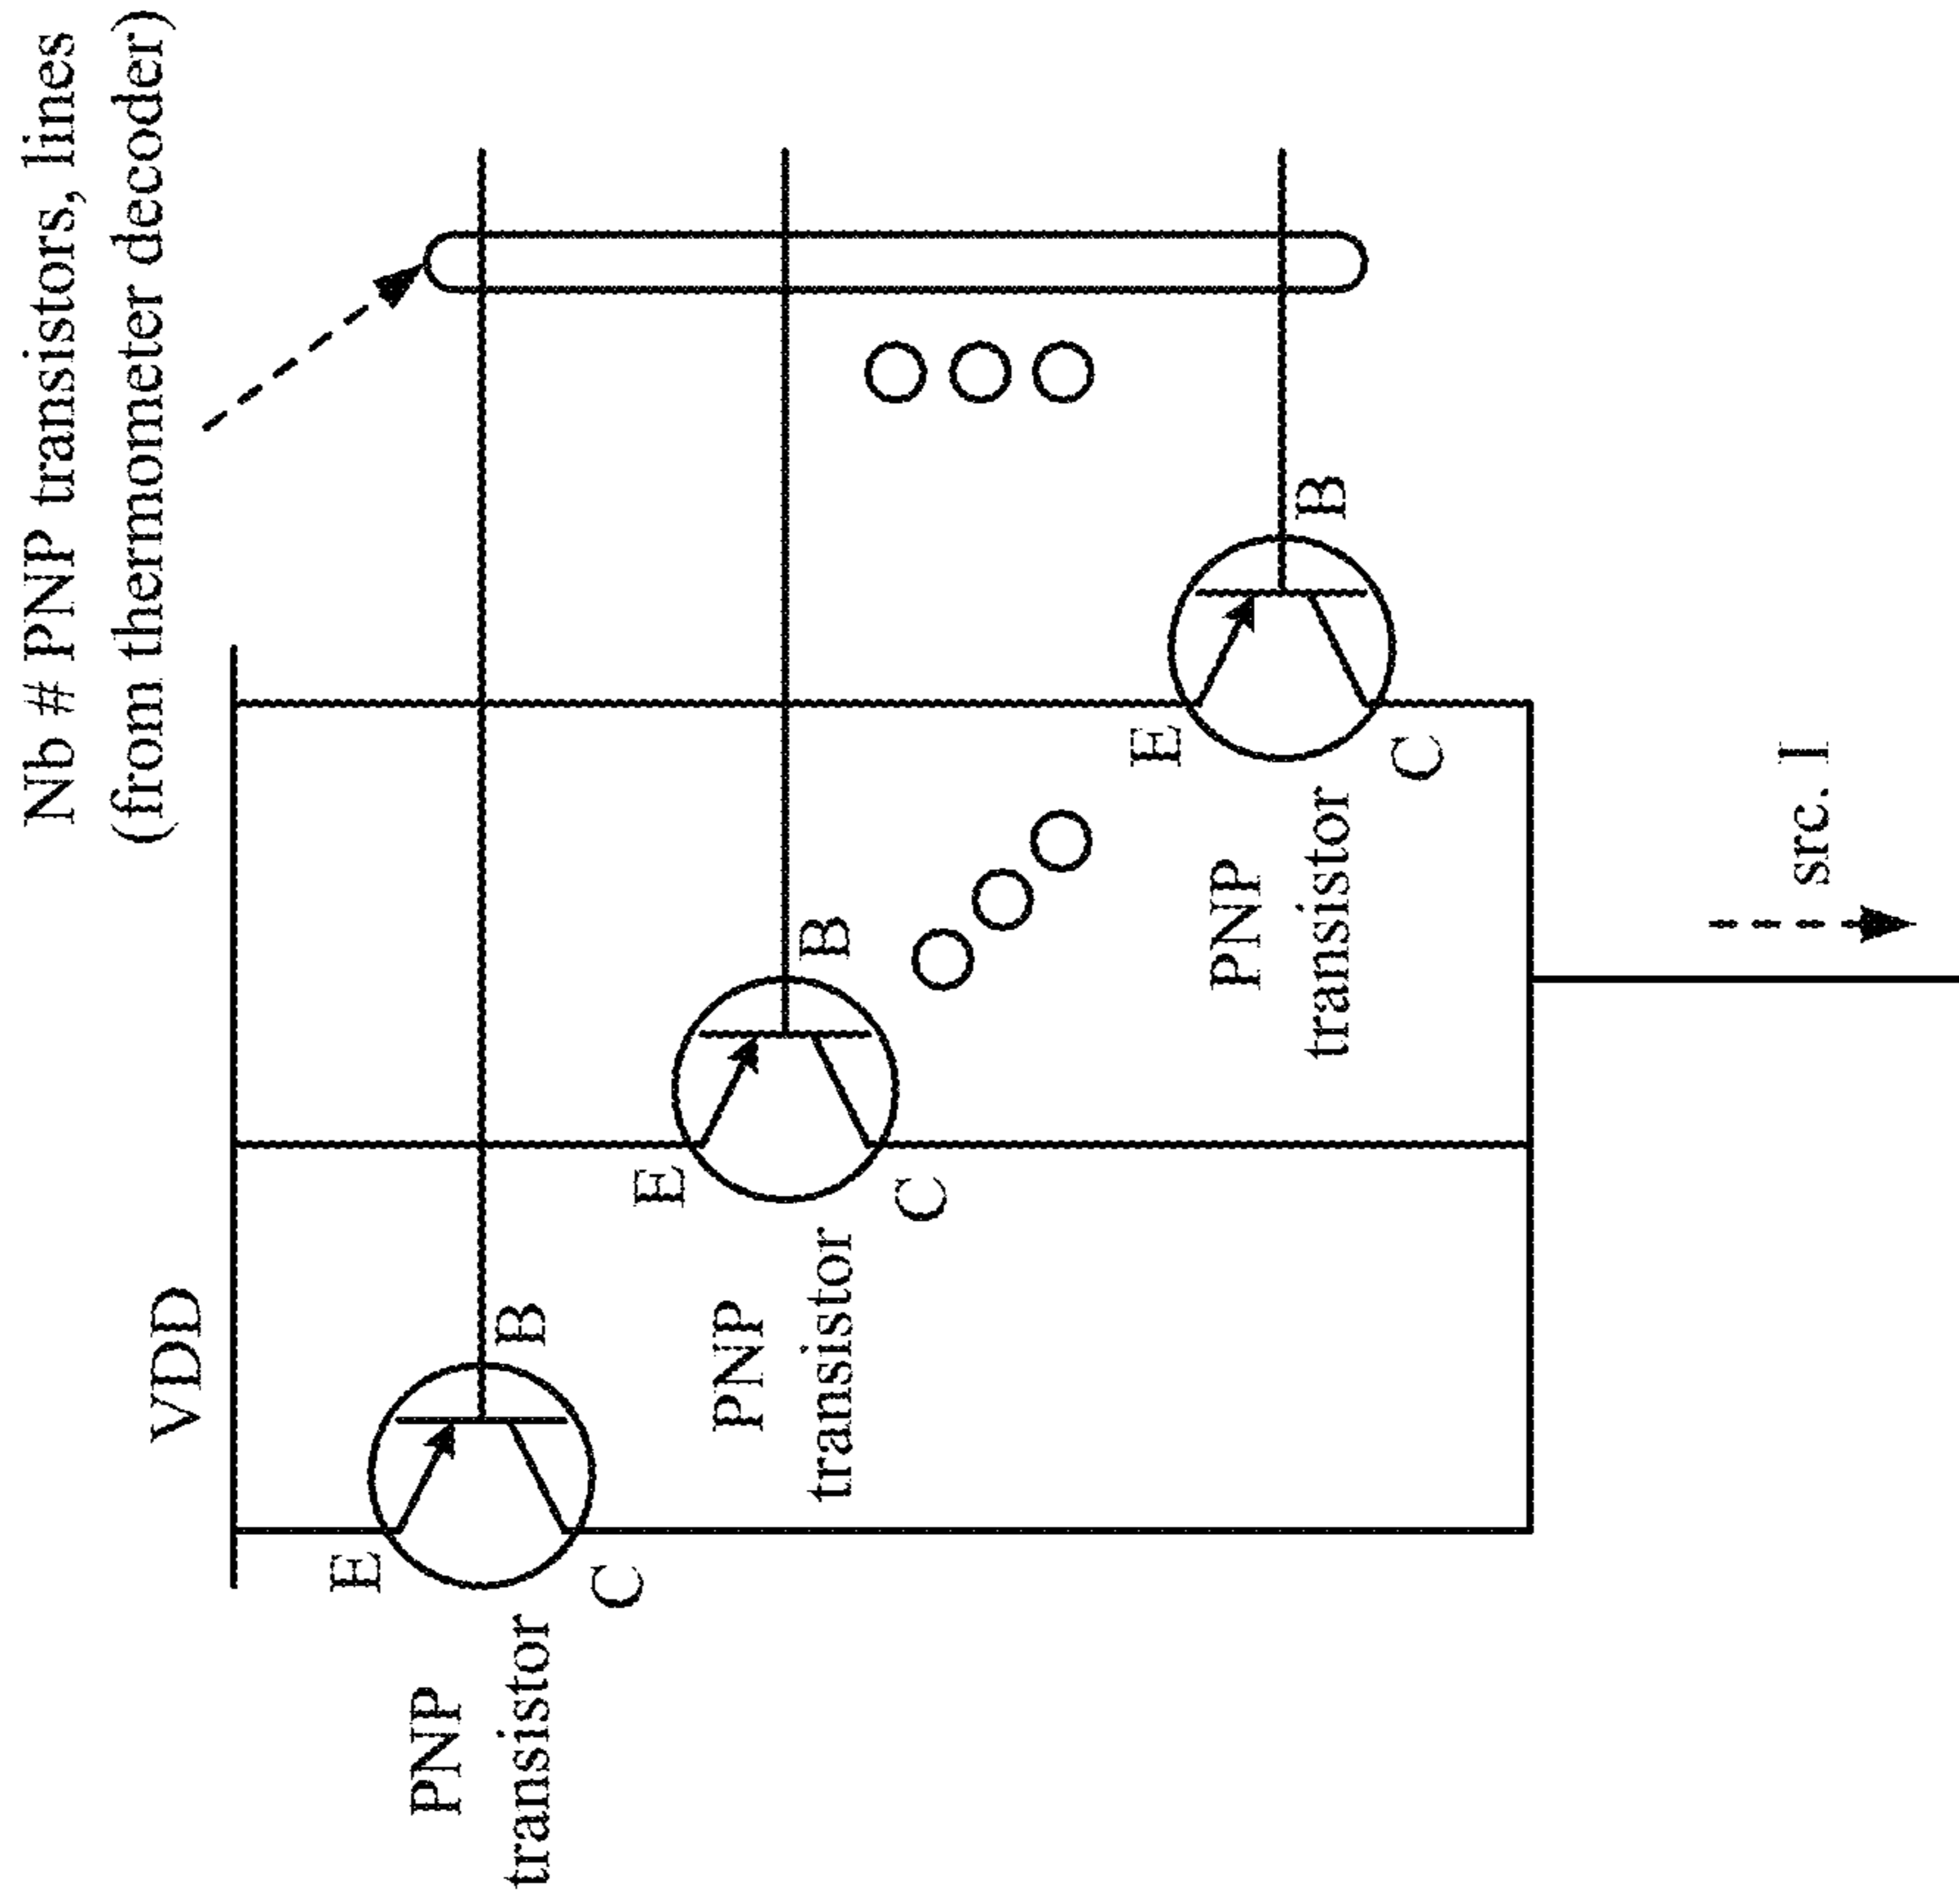 Nb # PNP transistors, lines
(from thermometer decoder)
VDD
E
B
C
PNP
transistor
E
B
C
PNP
transistor
E
B
C
PNP
transistor
src. I